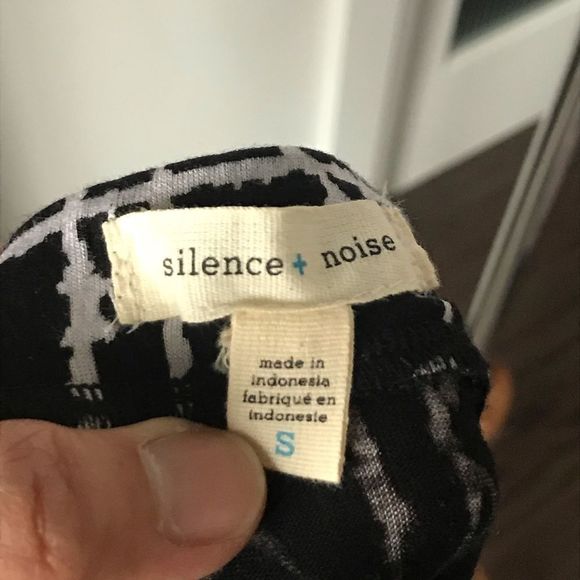 silence + noise
made in
indonesia
fabriqué en
indonesie
S